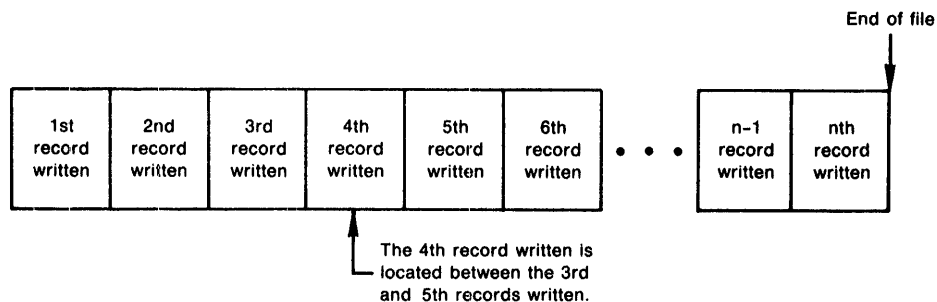 End of file
1st
record
written
2nd
record
written
3rd
record
written
4th
record
written
5th
record
written
6th
record
written
• • •
n-1
record
written
nth
record
written
The 4th record written is
located between the 3rd
and 5th records written.